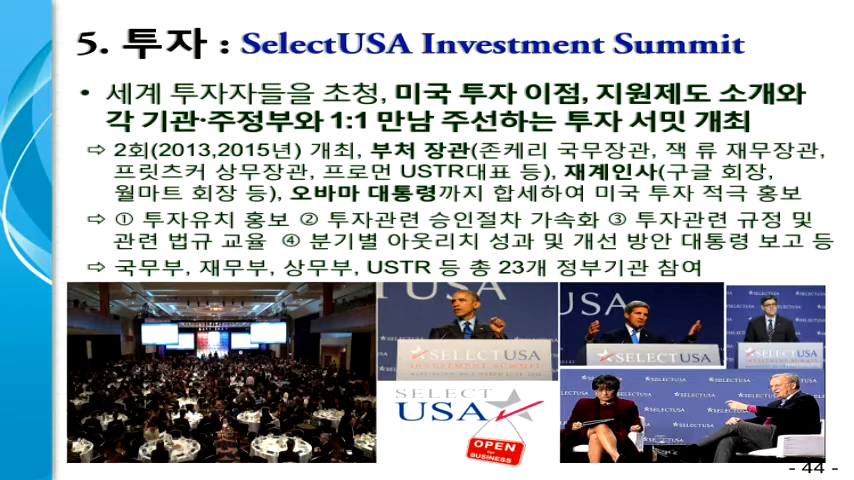 5. 투자 : SelectUSA Investment Summit
• 세계 투자자들을 초청, 미국 투자 이점, 지원제도 소개와
각 기관·주정부와 1:1 만남 주선하는 투자 서밋 개최
⇨ 2회(2013,2015년) 개최, 부처 장관(존케리 국무장관, 잭 류 재무장관,
프릿츠커 상무장관, 프로먼 USTR대표 등), 재계인사(구글 회장,
월마트 회장 등), 오바마 대통령까지 합세하여 미국 투자 적극 홍보
⇨ ① 투자유치 홍보 ② 투자관련 승인절차 가속화 ③ 투자관련 규정 및
관련 법규 교율 ④ 분기별 아웃리치 성과 및 개선 방안 대통령 보고 등
⇨ 국무부, 재무부, 상무부, USTR 등 총 23개 정부기관 참여
USA
SELECTUSA
INVESTMENT SUMMIT
USA
SELECTUSA
SELECTUSA
INVESTMENT SUMMIT
SELECT
USA
OPEN
for
BUSINESS
SELECTUSA
- 44 -